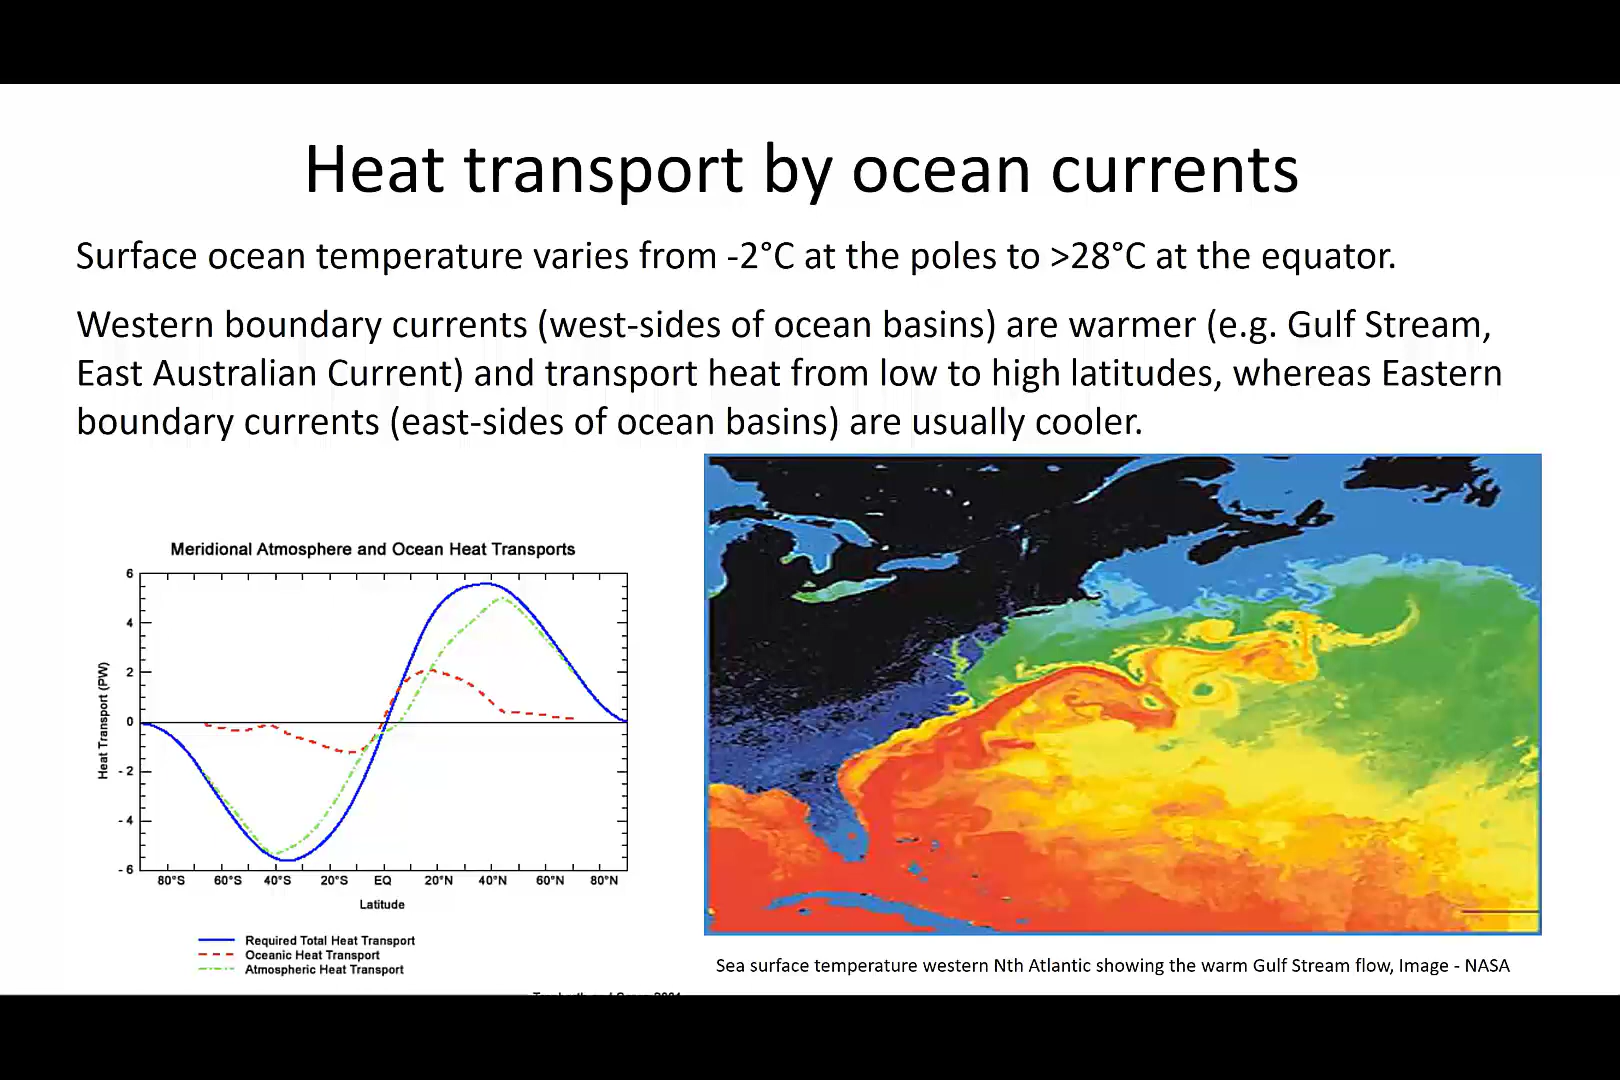 Heat transport by ocean currents
Surface ocean temperature varies from -2°C at the poles to >28°C at the equator.
Western boundary currents (west-sides of ocean basins) are warmer (e.g. Gulf Stream,
East Australian Current) and transport heat from low to high latitudes, whereas Eastern
boundary currents (east-sides of ocean basins) are usually cooler.
Meridional Atmosphere and Ocean Heat Transports
6
4
2
0
-2
-4
-6
Heat Transport (PW)
80°S 60°S 40°S 20°S EQ 20°N 40°N 60°N 80°N
Latitude
Required Total Heat Transport
Oceanic Heat Transport
Atmospheric Heat Transport
Sea surface temperature western Nth Atlantic showing the warm Gulf Stream flow, Image - NASA